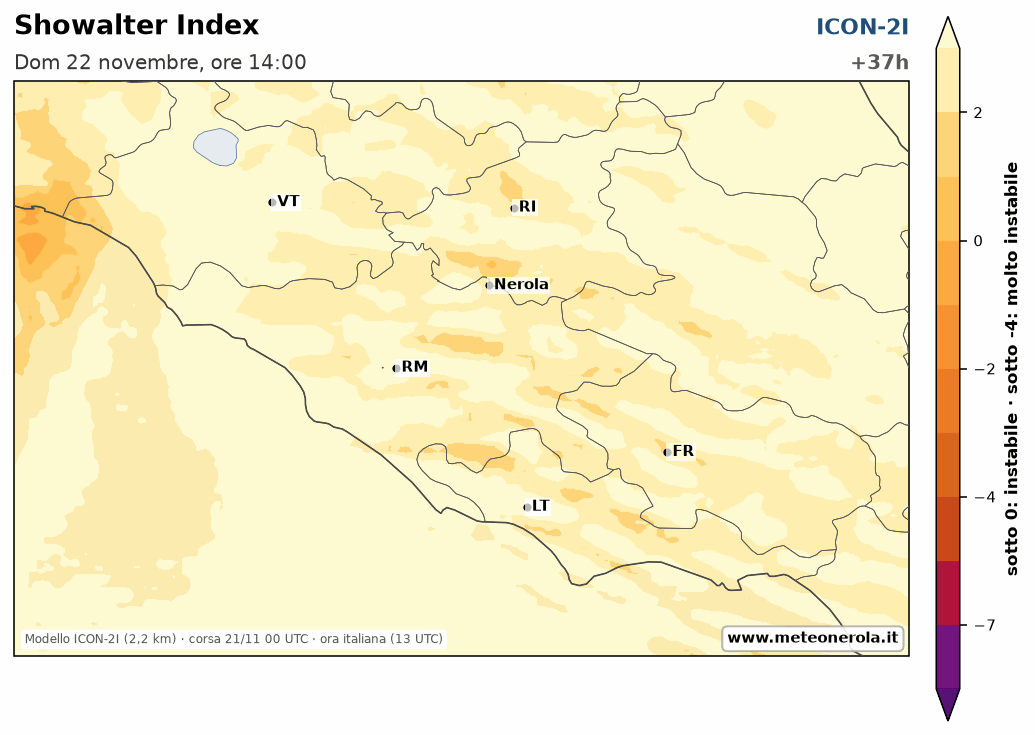 Showalter Index
ICON-2I
Dom 22 novembre, ore 14:00
+37h
VT
RI
Nerola
RM
FR
LT
Modello ICON-2I (2,2 km) · corsa 21/11 00 UTC · ora italiana (13 UTC)
www.meteonerola.it
2
0
−2
−4
−7
sotto 0: instabile · sotto -4: molto instabile